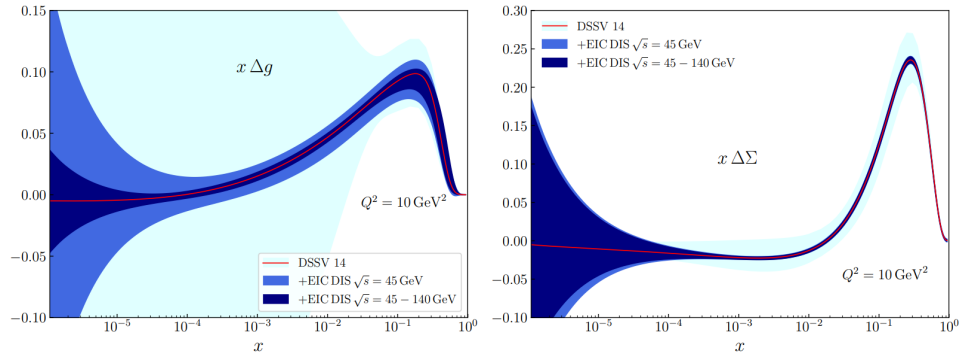 0.15
0.10
0.05
0.00
−0.05
−0.10
x Δg
Q² = 10 GeV²
DSSV 14
+EIC DIS √s = 45 GeV
+EIC DIS √s = 45 − 140 GeV
10⁻⁵ 10⁻⁴ 10⁻³ 10⁻² 10⁻¹ 10⁰
x
0.30
0.25
0.20
0.15
0.10
0.05
0.00
−0.05
−0.10
DSSV 14
+EIC DIS √s = 45 GeV
+EIC DIS √s = 45 − 140 GeV
x ΔΣ
Q² = 10 GeV²
10⁻⁵ 10⁻⁴ 10⁻³ 10⁻² 10⁻¹ 10⁰
x